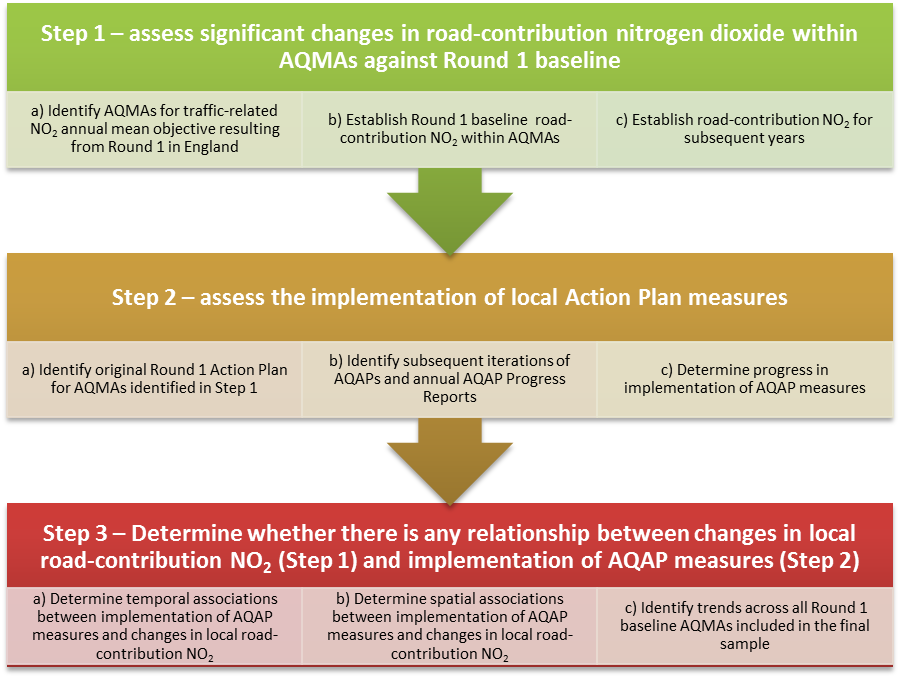 Step 1 – assess significant changes in road-contribution nitrogen dioxide within
AQMAs against Round 1 baseline
a) Identify AQMAs for traffic-related
NO₂ annual mean objective resulting
from Round 1 in England
b) Establish Round 1 baseline road-
contribution NO₂ within AQMAs
c) Establish road-contribution NO₂ for
subsequent years
Step 2 – assess the implementation of local Action Plan measures
a) Identify original Round 1 Action Plan
for AQMAs identified in Step 1
b) Identify subsequent iterations of
AQAPs and annual AQAP Progress
Reports
c) Determine progress in
implementation of AQAP measures
Step 3 – Determine whether there is any relationship between changes in local
road-contribution NO₂ (Step 1) and implementation of AQAP measures (Step 2)
a) Determine temporal associations
between implementation of AQAP
measures and changes in local road-
contribution NO₂
b) Determine spatial associations
between implementation of AQAP
measures and changes in local road-
contribution NO₂
c) Identify trends across all Round 1
baseline AQMAs included in the final
sample